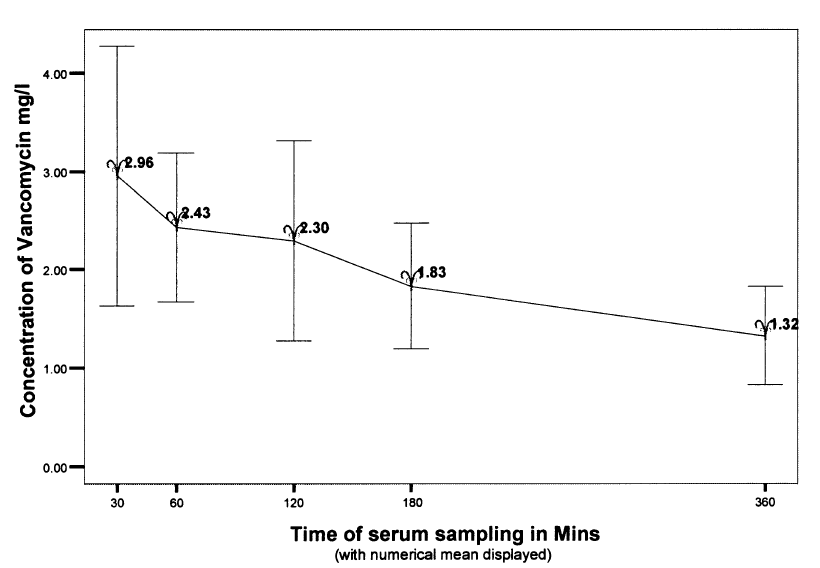 Concentration of Vancomycin mg/l
4.00
3.00
2.00
1.00
0.00
2.96
2.43
2.30
1.83
1.32
30 60 120 180 360
Time of serum sampling in Mins
(with numerical mean displayed)